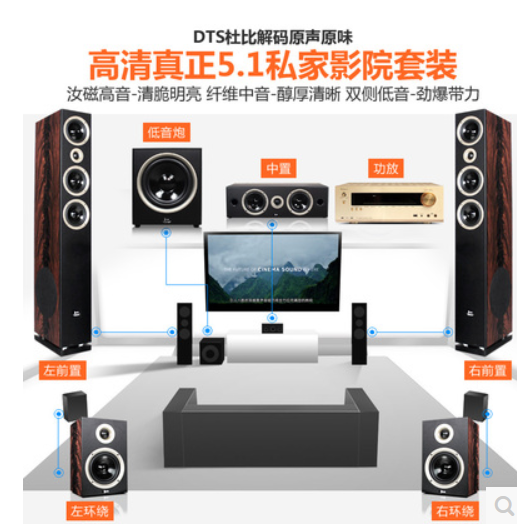 DTS杜比解码原声原味
高清真正5.1私家影院套装
汝磁高音-清脆明亮 纤维中音-醇厚清晰 双侧低音-劲爆带力
低音炮
中置
功放
CINEMA SOUND
左前置
右前置
左环绕
右环绕